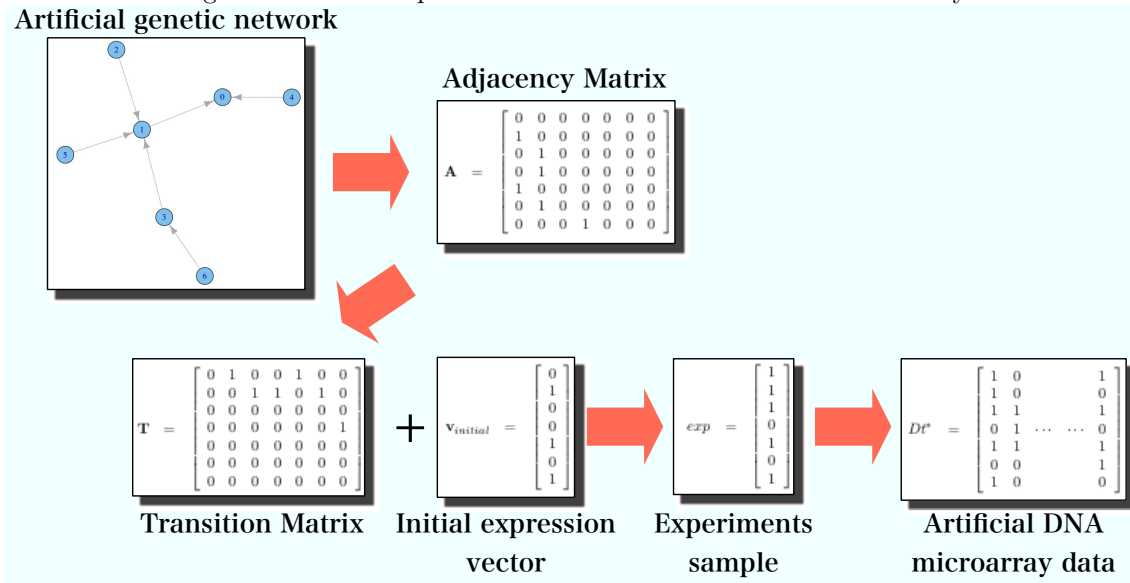 Artificial genetic network
2
0
4
1
5
3
6
Adjacency Matrix
A = [ 0 0 0 0 0 0 0
1 0 0 0 0 0 0
0 1 0 0 0 0 0
0 1 0 0 0 0 0
1 0 0 0 0 0 0
0 1 0 0 0 0 0
0 0 0 1 0 0 0 ]
T = [ 0 1 0 0 1 0 0
0 0 1 1 0 1 0
0 0 0 0 0 0 0
0 0 0 0 0 0 1
0 0 0 0 0 0 0
0 0 0 0 0 0 0
0 0 0 0 0 0 0 ]
Transition Matrix
+
v_initial = [ 0
1
0
0
1
0
1 ]
Initial expression
vector
exp = [ 1
1
1
0
1
0
1 ]
Experiments
sample
Dt* = [ 1 0 1
1 0 0
1 1 1
0 1 ... ... 0
1 1 1
0 0 1
1 0 0 ]
Artificial DNA
microarray data